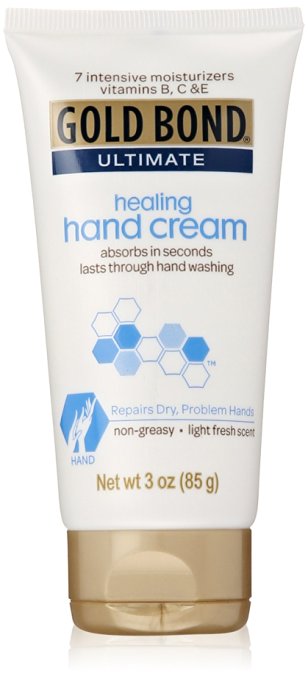 7 intensive moisturizers
vitamins B, C &E
GOLD BOND®
ULTIMATE
healing
hand cream
absorbs in seconds
lasts through hand washing
™
Repairs Dry, Problem Hands
non-greasy • light fresh scent
HAND
Net wt 3 oz (85 g)